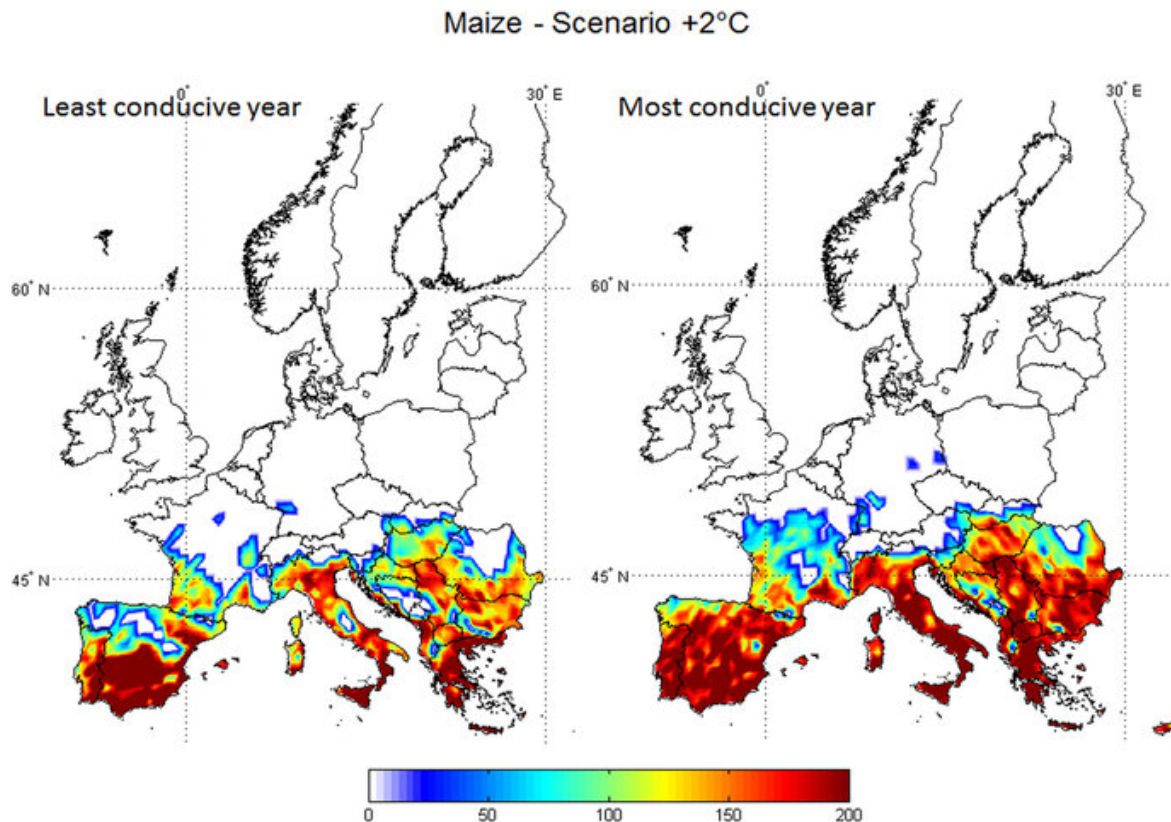 Maize - Scenario +2°C
0° 30° E 0° 30° E
Least conducive year Most conducive year
60° N 60° N
45° N 45° N
0 50 100 150 200